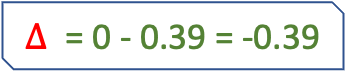 Δ = 0 - 0.39 = -0.39